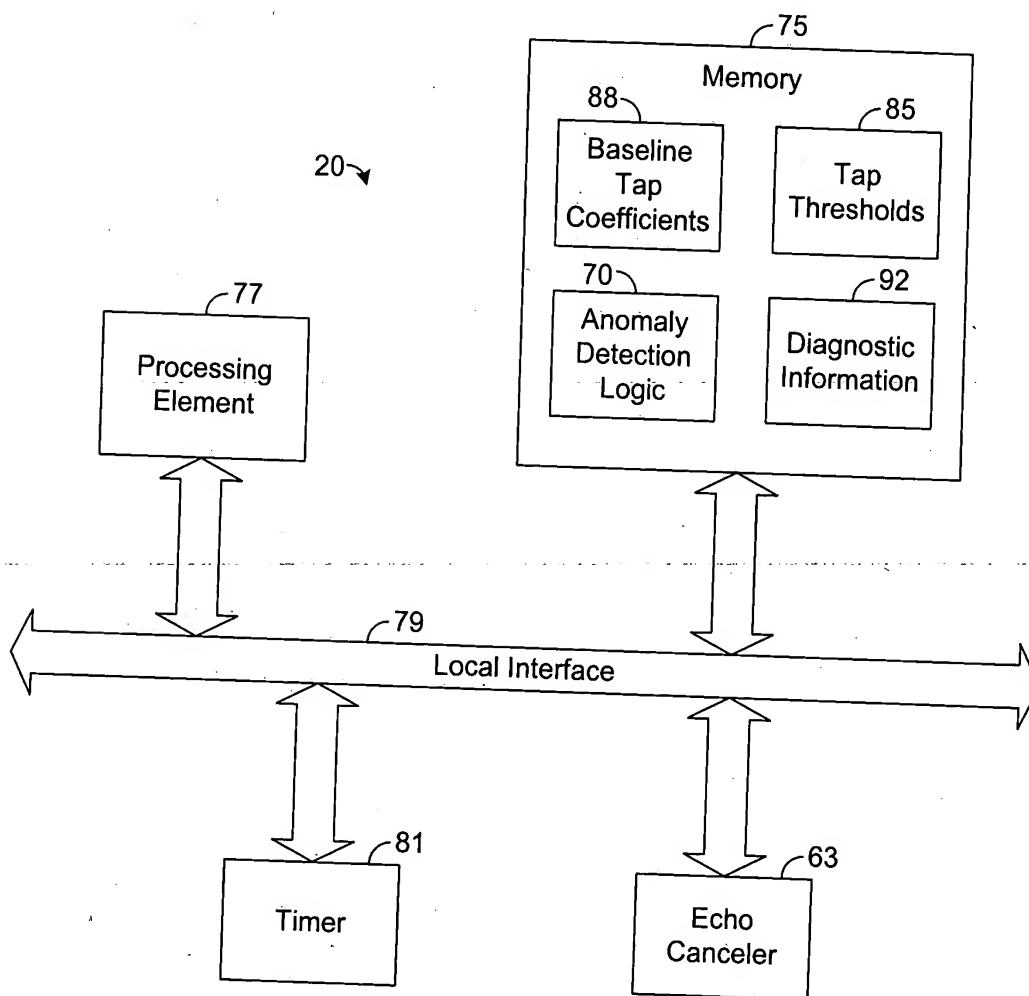 75
Memory
88
85
Baseline
Tap
Coefficients
Tap
Thresholds
20
70
92
Anomaly
Detection
Logic
Diagnostic
Information
77
Processing
Element
79
Local Interface
81
Timer
63
Echo
Canceler